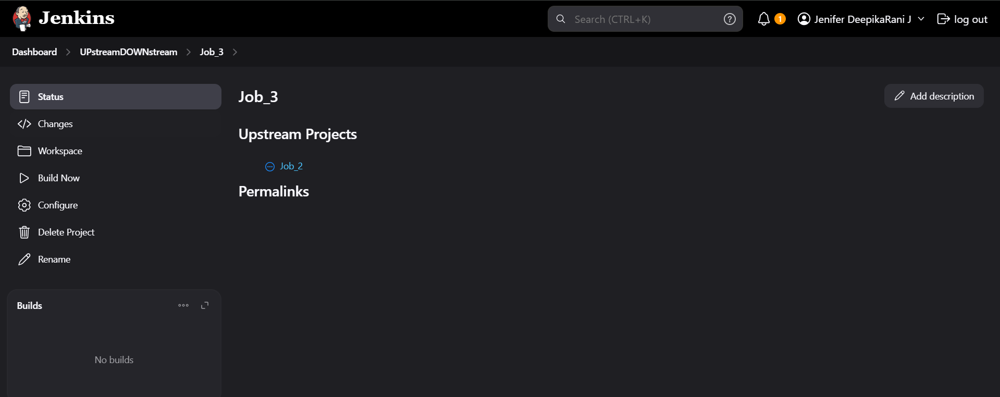 Jenkins
Search (CTRL+K)
?
1
Jenifer DeepikaRani J
log out
Dashboard
UPstreamDOWNstream
Job_3
Status
Changes
Workspace
Build Now
Configure
Delete Project
Rename
Builds
No builds
Job_3
Add description
Upstream Projects
Job_2
Permalinks